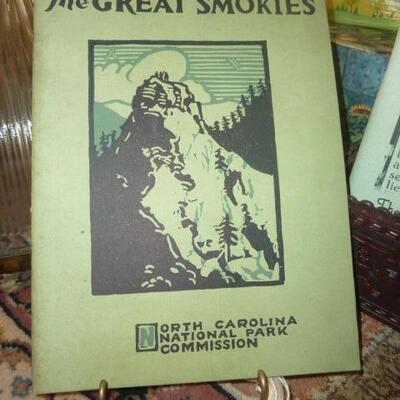 The GREAT SMOKIES
NORTH CAROLINA
NATIONAL PARK
COMMISSION